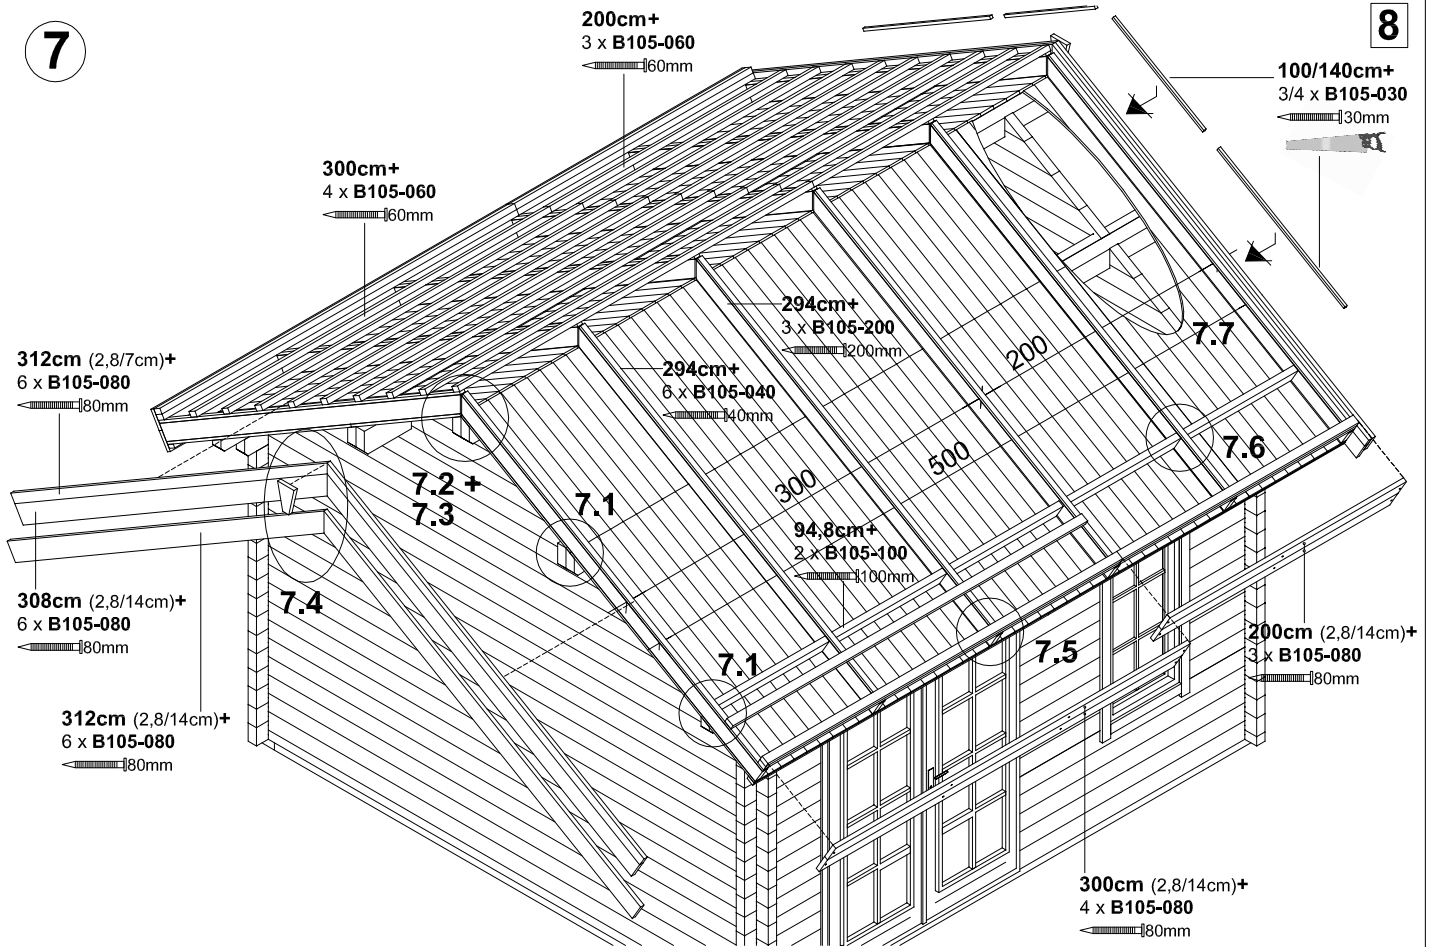 7
200cm+
3 x B105-060
60mm
8
100/140cm+
3/4 x B105-030
30mm
300cm+
4 x B105-060
60mm
294cm+
3 x B105-200
200mm
200
7.7
312cm (2,8/7cm)+
6 x B105-080
80mm
294cm+
6 x B105-040
40mm
7.2 +
7.3
7.1
300
500
7.6
94,8cm+
2 x B105-100
100mm
308cm (2,8/14cm)+
6 x B105-080
80mm
7.4
7.1
7.5
200cm (2,8/14cm)+
3 x B105-080
80mm
312cm (2,8/14cm)+
6 x B105-080
80mm
300cm (2,8/14cm)+
4 x B105-080
80mm